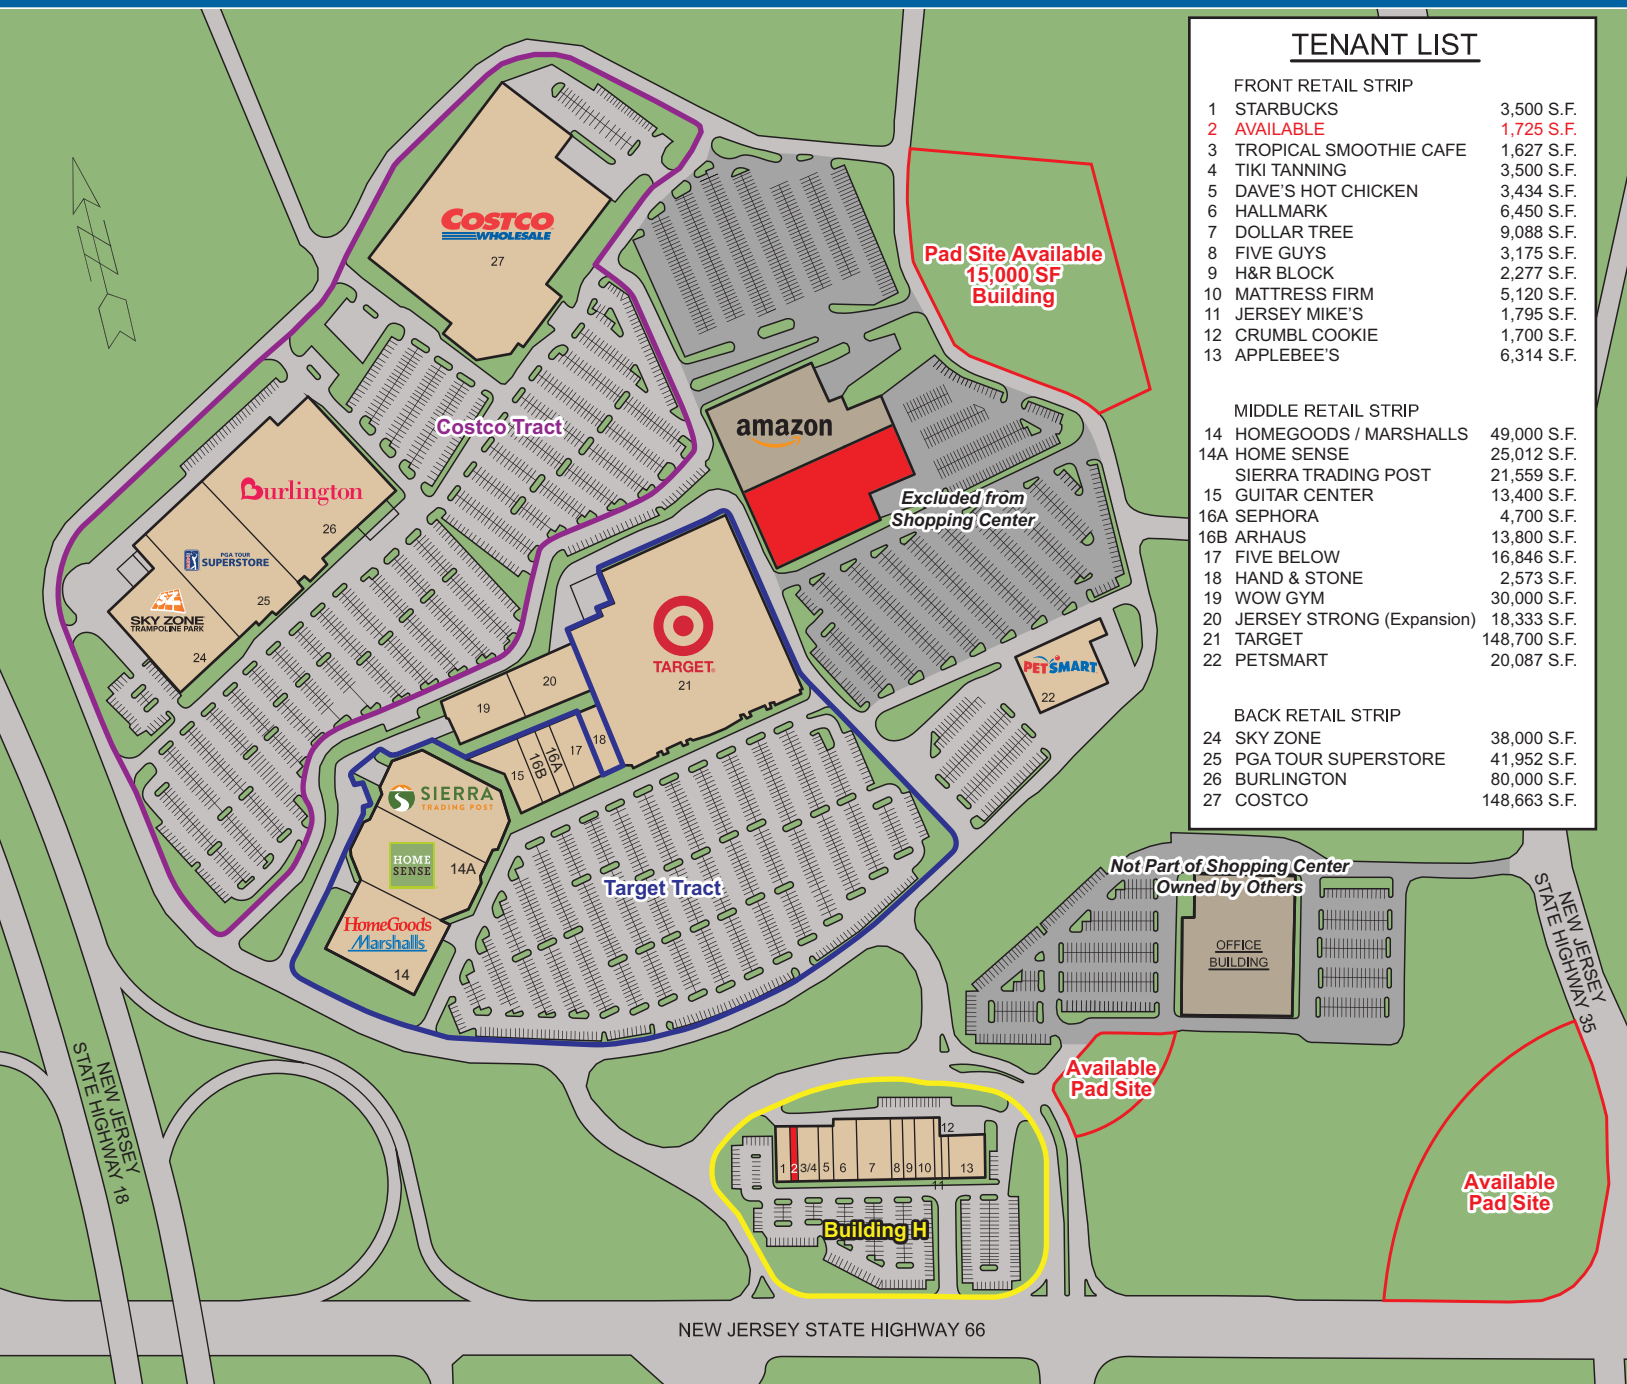 TENANT LIST
FRONT RETAIL STRIP
1 STARBUCKS 3,500 S.F.
2 AVAILABLE 1,725 S.F.
3 TROPICAL SMOOTHIE CAFE 1,627 S.F.
4 TIKI TANNING 3,500 S.F.
5 DAVE'S HOT CHICKEN 3,434 S.F.
6 HALLMARK 6,450 S.F.
7 DOLLAR TREE 9,088 S.F.
8 FIVE GUYS 3,175 S.F.
9 H&R BLOCK 2,277 S.F.
10 MATTRESS FIRM 5,120 S.F.
11 JERSEY MIKE'S 1,795 S.F.
12 CRUMBL COOKIE 1,700 S.F.
13 APPLEBEE'S 6,314 S.F.
MIDDLE RETAIL STRIP
14 HOMEGOODS / MARSHALLS 49,000 S.F.
14A HOME SENSE 25,012 S.F.
SIERRA TRADING POST 21,559 S.F.
15 GUITAR CENTER 13,400 S.F.
16A SEPHORA 4,700 S.F.
16B ARHAUS 13,800 S.F.
17 FIVE BELOW 16,846 S.F.
18 HAND & STONE 2,573 S.F.
19 WOW GYM 30,000 S.F.
20 JERSEY STRONG (Expansion) 18,333 S.F.
21 TARGET 148,700 S.F.
22 PETSMART 20,087 S.F.
BACK RETAIL STRIP
24 SKY ZONE 38,000 S.F.
25 PGA TOUR SUPERSTORE 41,952 S.F.
26 BURLINGTON 80,000 S.F.
27 COSTCO 148,663 S.F.
COSTCO
WHOLESALE
27
Pad Site Available
15,000 SF
Building
amazon
Costco Tract
Burlington
26
Excluded from
Shopping Center
PGA TOUR
SUPERSTORE
25
SKY ZONE
TRAMPOLINE PARK
24
TARGET
21
20
19
PETSMART
22
18
17
16A
16B
15
SIERRA
TRADING POST
HOME
SENSE
14A
HomeGoods
Marshalls
14
Target Tract
Not Part of Shopping Center
Owned by Others
OFFICE
BUILDING
NEW JERSEY
STATE HIGHWAY 35
NEW JERSEY
STATE HIGHWAY 18
Available
Pad Site
Available
Pad Site
1 2 3/4 5 6 7 8 9 10 11 12 13
Building H
NEW JERSEY STATE HIGHWAY 66